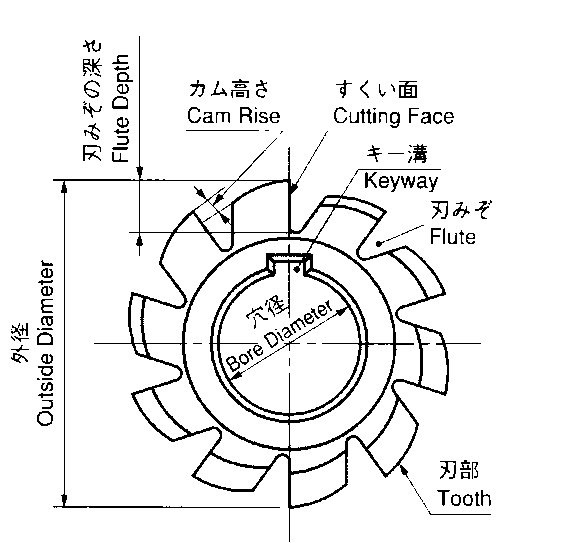 刃みぞの深さ
Flute Depth
カム高さ
Cam Rise
すくい面
Cutting Face
キー溝
Keyway
刃みぞ
Flute
穴径
Bore Diameter
外径
Outside Diameter
刃部
Tooth